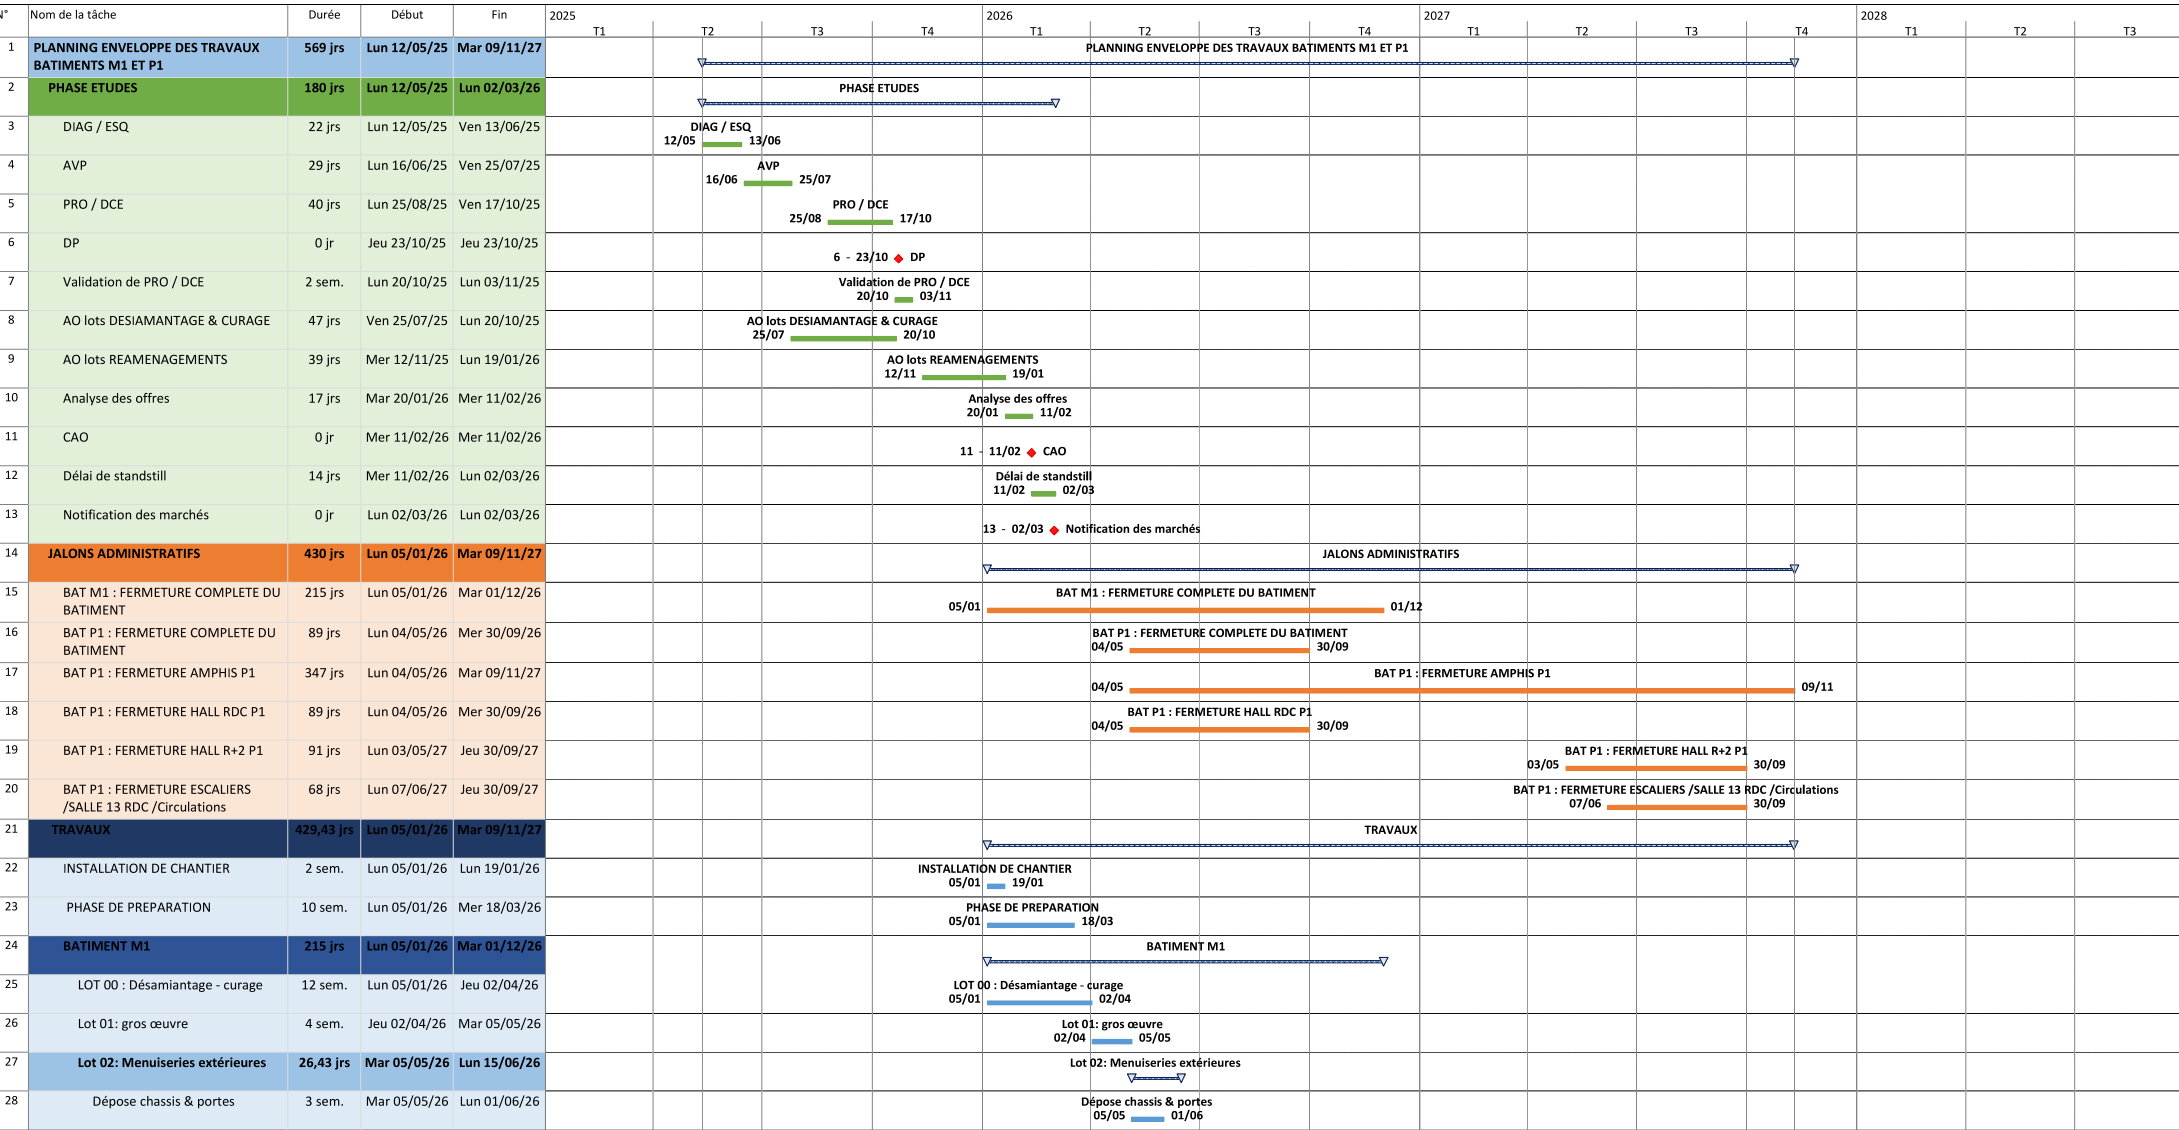 N° Nom de la tâche Durée Début Fin 2025 2026 2027 2028
T1 T2 T3 T4 T1 T2 T3 T4 T1 T2 T3 T4 T1 T2 T3
1 PLANNING ENVELOPPE DES TRAVAUX 569 jrs Lun 12/05/25 Mar 09/11/27 PLANNING ENVELOPPE DES TRAVAUX BATIMENTS M1 ET P1
BATIMENTS M1 ET P1
2 PHASE ETUDES 180 jrs Lun 12/05/25 Lun 02/03/26 PHASE ETUDES
3 DIAG / ESQ 22 jrs Lun 12/05/25 Ven 13/06/25 DIAG / ESQ
12/05 13/06
4 AVP 29 jrs Lun 16/06/25 Ven 25/07/25 AVP
16/06 25/07
5 PRO / DCE 40 jrs Lun 25/08/25 Ven 17/10/25 PRO / DCE
25/08 17/10
6 DP 0 jr Jeu 23/10/25 Jeu 23/10/25
6 - 23/10 DP
7 Validation de PRO / DCE 2 sem. Lun 20/10/25 Lun 03/11/25 Validation de PRO / DCE
20/10 03/11
8 AO lots DESIAMANTAGE & CURAGE 47 jrs Ven 25/07/25 Lun 20/10/25 AO lots DESIAMANTAGE & CURAGE
25/07 20/10
9 AO lots REAMENAGEMENTS 39 jrs Mer 12/11/25 Lun 19/01/26 AO lots REAMENAGEMENTS
12/11 19/01
10 Analyse des offres 17 jrs Mar 20/01/26 Mer 11/02/26 Analyse des offres
20/01 11/02
11 CAO 0 jr Mer 11/02/26 Mer 11/02/26
11 - 11/02 CAO
12 Délai de standstill 14 jrs Mer 11/02/26 Lun 02/03/26 Délai de standstill
11/02 02/03
13 Notification des marchés 0 jr Lun 02/03/26 Lun 02/03/26
13 - 02/03 Notification des marchés
14 JALONS ADMINISTRATIFS 430 jrs Lun 05/01/26 Mar 09/11/27 JALONS ADMINISTRATIFS
15 BAT M1 : FERMETURE COMPLETE DU 215 jrs Lun 05/01/26 Mar 01/12/26 BAT M1 : FERMETURE COMPLETE DU BATIMENT
BATIMENT 05/01 01/12
16 BAT P1 : FERMETURE COMPLETE DU 89 jrs Lun 04/05/26 Mer 30/09/26 BAT P1 : FERMETURE COMPLETE DU BATIMENT
BATIMENT 04/05 30/09
17 BAT P1 : FERMETURE AMPHIS P1 347 jrs Lun 04/05/26 Mar 09/11/27 BAT P1 : FERMETURE AMPHIS P1
04/05 09/11
18 BAT P1 : FERMETURE HALL RDC P1 89 jrs Lun 04/05/26 Mer 30/09/26 BAT P1 : FERMETURE HALL RDC P1
04/05 30/09
19 BAT P1 : FERMETURE HALL R+2 P1 91 jrs Lun 03/05/27 Jeu 30/09/27 BAT P1 : FERMETURE HALL R+2 P1
03/05 30/09
20 BAT P1 : FERMETURE ESCALIERS 68 jrs Lun 07/06/27 Jeu 30/09/27 BAT P1 : FERMETURE ESCALIERS /SALLE 13 RDC /Circulations
/SALLE 13 RDC /Circulations 07/06 30/09
21 TRAVAUX 429,43 jrs Lun 05/01/26 Mar 09/11/27 TRAVAUX
22 INSTALLATION DE CHANTIER 2 sem. Lun 05/01/26 Lun 19/01/26 INSTALLATION DE CHANTIER
05/01 19/01
23 PHASE DE PREPARATION 10 sem. Lun 05/01/26 Mer 18/03/26 PHASE DE PREPARATION
05/01 18/03
24 BATIMENT M1 215 jrs Lun 05/01/26 Mar 01/12/26 BATIMENT M1
25 LOT 00 : Désamiantage - curage 12 sem. Lun 05/01/26 Jeu 02/04/26 LOT 00 : Désamiantage - curage
05/01 02/04
26 Lot 01: gros œuvre 4 sem. Jeu 02/04/26 Mar 05/05/26 Lot 01: gros œuvre
02/04 05/05
27 Lot 02: Menuiseries extérieures 26,43 jrs Mar 05/05/26 Lun 15/06/26 Lot 02: Menuiseries extérieures
28 Dépose chassis & portes 3 sem. Mar 05/05/26 Lun 01/06/26 Dépose chassis & portes
05/05 01/06